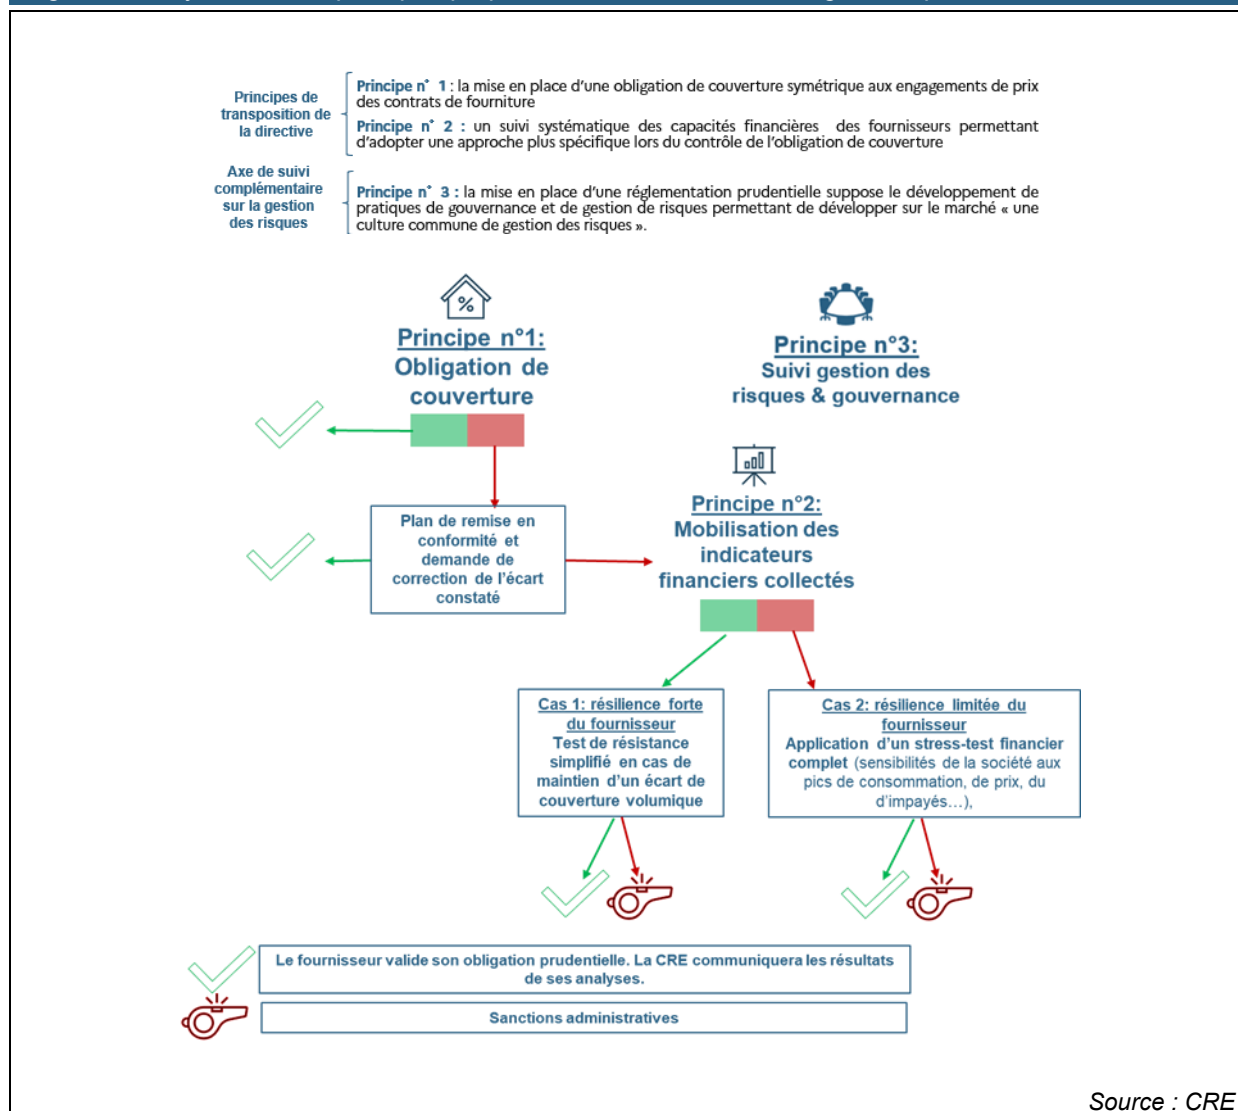 Principes de
transposition de
la directive
Principe n° 1 : la mise en place d'une obligation de couverture symétrique aux engagements de prix
des contrats de fourniture
Principe n° 2 : un suivi systématique des capacités financières des fournisseurs permettant
d'adopter une approche plus spécifique lors du contrôle de l'obligation de couverture
Axe de suivi
complémentaire
sur la gestion
des risques
Principe n° 3 : la mise en place d'une réglementation prudentielle suppose le développement de
pratiques de gouvernance et de gestion de risques permettant de développer sur le marché « une
culture commune de gestion des risques ».
%
Principe n°1:
Obligation de
couverture
Principe n°3:
Suivi gestion des
risques & gouvernance
Plan de remise en
conformité et
demande de
correction de l'écart
constaté
Principe n°2:
Mobilisation des
indicateurs
financiers collectés
Cas 1: résilience forte
du fournisseur
Test de résistance
simplifié en cas de
maintien d'un écart de
couverture volumique
Cas 2: résilience limitée du
fournisseur
Application d'un stress-test financier
complet (sensibilités de la société aux
pics de consommation, de prix, du
d'impayés…),
Le fournisseur valide son obligation prudentielle. La CRE communiquera les résultats
de ses analyses.
Sanctions administratives
Source : CRE